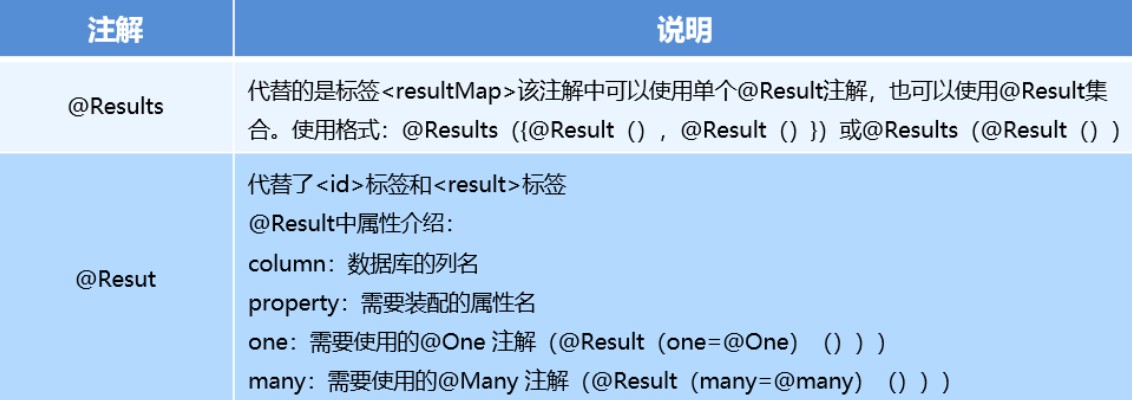 注解 说明
@Results
代替的是标签<resultMap>该注解中可以使用单个@Result注解，也可以使用@Result集
合。使用格式：@Results（{@Result（），@Result（）}）或@Results（@Result（））
@Resut
代替了<id>标签和<result>标签
@Result中属性介绍：
column：数据库的列名
property：需要装配的属性名
one：需要使用的@One 注解（@Result（one=@One）（）））
many：需要使用的@Many 注解（@Result（many=@many）（）））